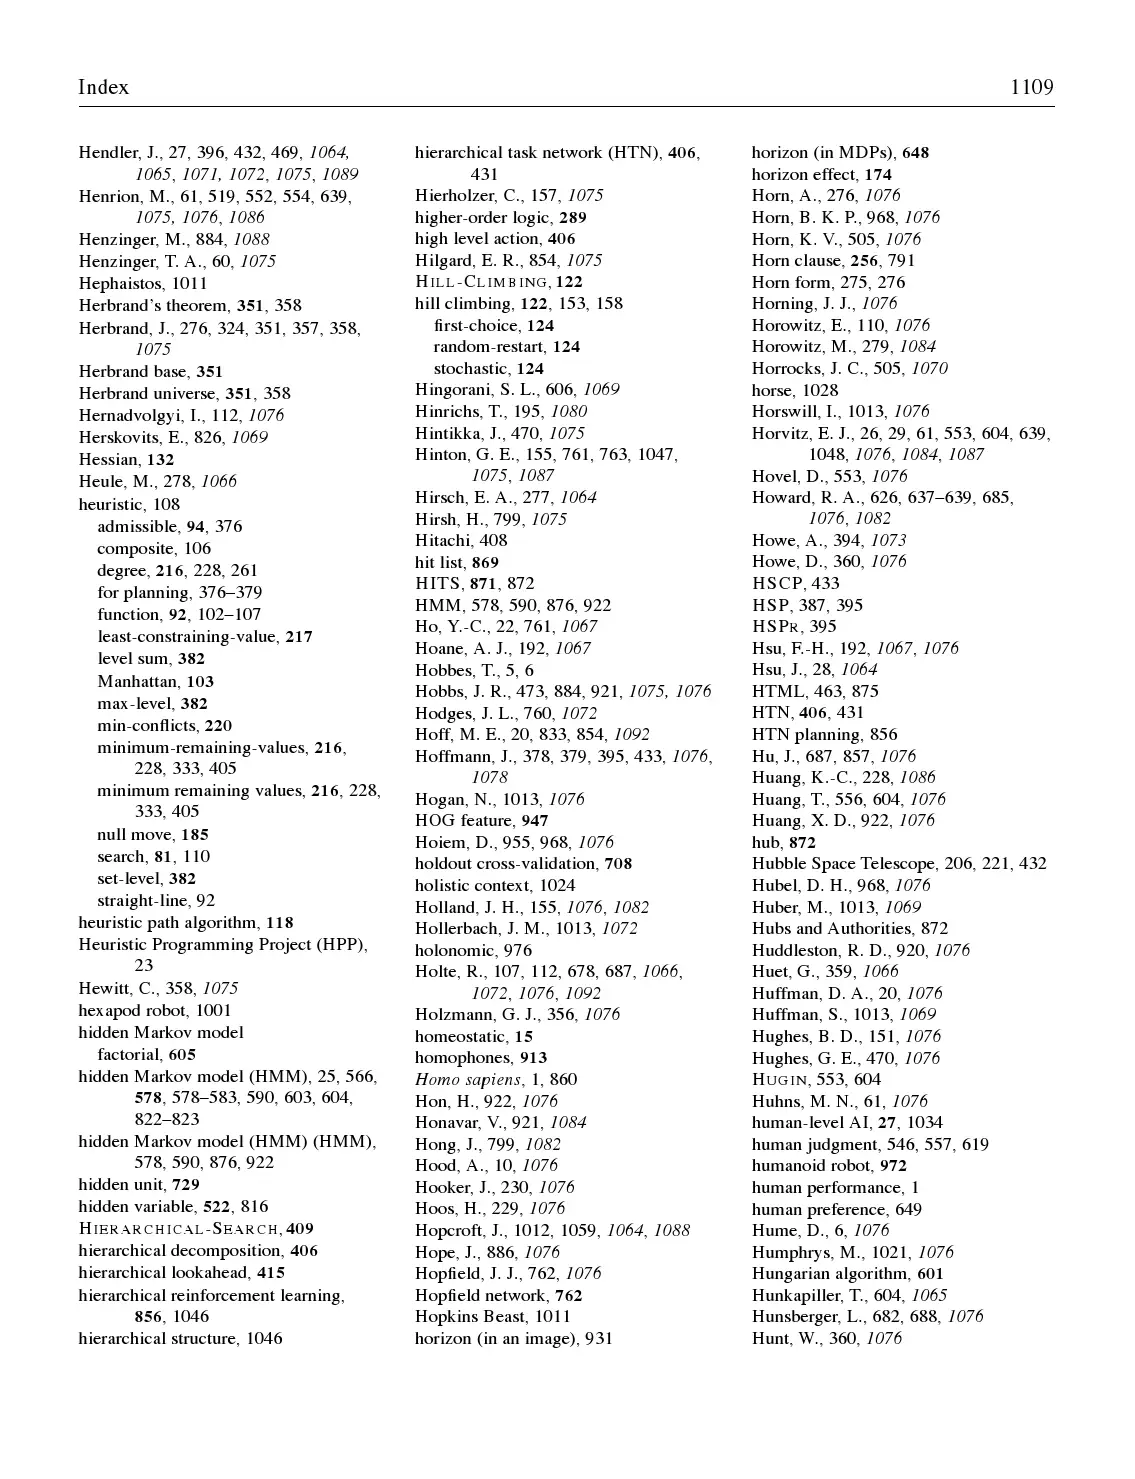 Index 1109
Hendler, J., 27, 396, 432, 469, 1064,
1065, 1071, 1072, 1075, 1089
Henrion, M., 61, 519, 552, 554, 639,
1075, 1076, 1086
Henzinger, M., 884, 1088
Henzinger, T. A., 60, 1075
Hephaistos, 1011
Herbrand's theorem, 351, 358
Herbrand, J., 276, 324, 351, 357, 358,
1075
Herbrand base, 351
Herbrand universe, 351, 358
Hernadvolgyi, I., 112, 1076
Herskovits, E., 826, 1069
Hessian, 132
Heule, M., 278, 1066
heuristic, 108
admissible, 94, 376
composite, 106
degree, 216, 228, 261
for planning, 376–379
function, 92, 102–107
least-constraining-value, 217
level sum, 382
Manhattan, 103
max-level, 382
min-conflicts, 220
minimum-remaining-values, 216,
228, 333, 405
minimum remaining values, 216, 228,
333, 405
null move, 185
search, 81, 110
set-level, 382
straight-line, 92
heuristic path algorithm, 118
Heuristic Programming Project (HPP),
23
Hewitt, C., 358, 1075
hexapod robot, 1001
hidden Markov model
factorial, 605
hidden Markov model (HMM), 25, 566,
578, 578–583, 590, 603, 604,
822–823
hidden Markov model (HMM) (HMM),
578, 590, 876, 922
hidden unit, 729
hidden variable, 522, 816
HIERARCHICAL-SEARCH, 409
hierarchical decomposition, 406
hierarchical lookahead, 415
hierarchical reinforcement learning,
856, 1046
hierarchical structure, 1046
hierarchical task network (HTN), 406,
431
Hierholzer, C., 157, 1075
higher-order logic, 289
high level action, 406
Hilgard, E. R., 854, 1075
HILL-CLIMBING, 122
hill climbing, 122, 153, 158
first-choice, 124
random-restart, 124
stochastic, 124
Hingorani, S. L., 606, 1069
Hinrichs, T., 195, 1080
Hintikka, J., 470, 1075
Hinton, G. E., 155, 761, 763, 1047,
1075, 1087
Hirsch, E. A., 277, 1064
Hirsh, H., 799, 1075
Hitachi, 408
hit list, 869
HITS, 871, 872
HMM, 578, 590, 876, 922
Ho, Y.-C., 22, 761, 1067
Hoane, A. J., 192, 1067
Hobbes, T., 5, 6
Hobbs, J. R., 473, 884, 921, 1075, 1076
Hodges, J. L., 760, 1072
Hoff, M. E., 20, 833, 854, 1092
Hoffmann, J., 378, 379, 395, 433, 1076,
1078
Hogan, N., 1013, 1076
HOG feature, 947
Hoiem, D., 955, 968, 1076
holdout cross-validation, 708
holistic context, 1024
Holland, J. H., 155, 1076, 1082
Hollerbach, J. M., 1013, 1072
holonomic, 976
Holte, R., 107, 112, 678, 687, 1066,
1072, 1076, 1092
Holzmann, G. J., 356, 1076
homeostatic, 15
homophones, 913
Homo sapiens, 1, 860
Hon, H., 922, 1076
Honavar, V., 921, 1084
Hong, J., 799, 1082
Hood, A., 10, 1076
Hooker, J., 230, 1076
Hoos, H., 229, 1076
Hopcroft, J., 1012, 1059, 1064, 1088
Hope, J., 886, 1076
Hopfield, J. J., 762, 1076
Hopfield network, 762
Hopkins Beast, 1011
horizon (in an image), 931
horizon (in MDPs), 648
horizon effect, 174
Horn, A., 276, 1076
Horn, B. K. P., 968, 1076
Horn, K. V., 505, 1076
Horn clause, 256, 791
Horn form, 275, 276
Horning, J. J., 1076
Horowitz, E., 110, 1076
Horowitz, M., 279, 1084
Horrocks, J. C., 505, 1070
horse, 1028
Horswill, I., 1013, 1076
Horvitz, E. J., 26, 29, 61, 553, 604, 639,
1048, 1076, 1084, 1087
Hovel, D., 553, 1076
Howard, R. A., 626, 637–639, 685,
1076, 1082
Howe, A., 394, 1073
Howe, D., 360, 1076
HSCP, 433
HSP, 387, 395
HSPR, 395
Hsu, F.-H., 192, 1067, 1076
Hsu, J., 28, 1064
HTML, 463, 875
HTN, 406, 431
HTN planning, 856
Hu, J., 687, 857, 1076
Huang, K.-C., 228, 1086
Huang, T., 556, 604, 1076
Huang, X. D., 922, 1076
hub, 872
Hubble Space Telescope, 206, 221, 432
Hubel, D. H., 968, 1076
Huber, M., 1013, 1069
Hubs and Authorities, 872
Huddleston, R. D., 920, 1076
Huet, G., 359, 1066
Huffman, D. A., 20, 1076
Huffman, S., 1013, 1069
Hughes, B. D., 151, 1076
Hughes, G. E., 470, 1076
HUGIN, 553, 604
Huhns, M. N., 61, 1076
human-level AI, 27, 1034
human judgment, 546, 557, 619
humanoid robot, 972
human performance, 1
human preference, 649
Hume, D., 6, 1076
Humphrys, M., 1021, 1076
Hungarian algorithm, 601
Hunkapiller, T., 604, 1065
Hunsberger, L., 682, 688, 1076
Hunt, W., 360, 1076